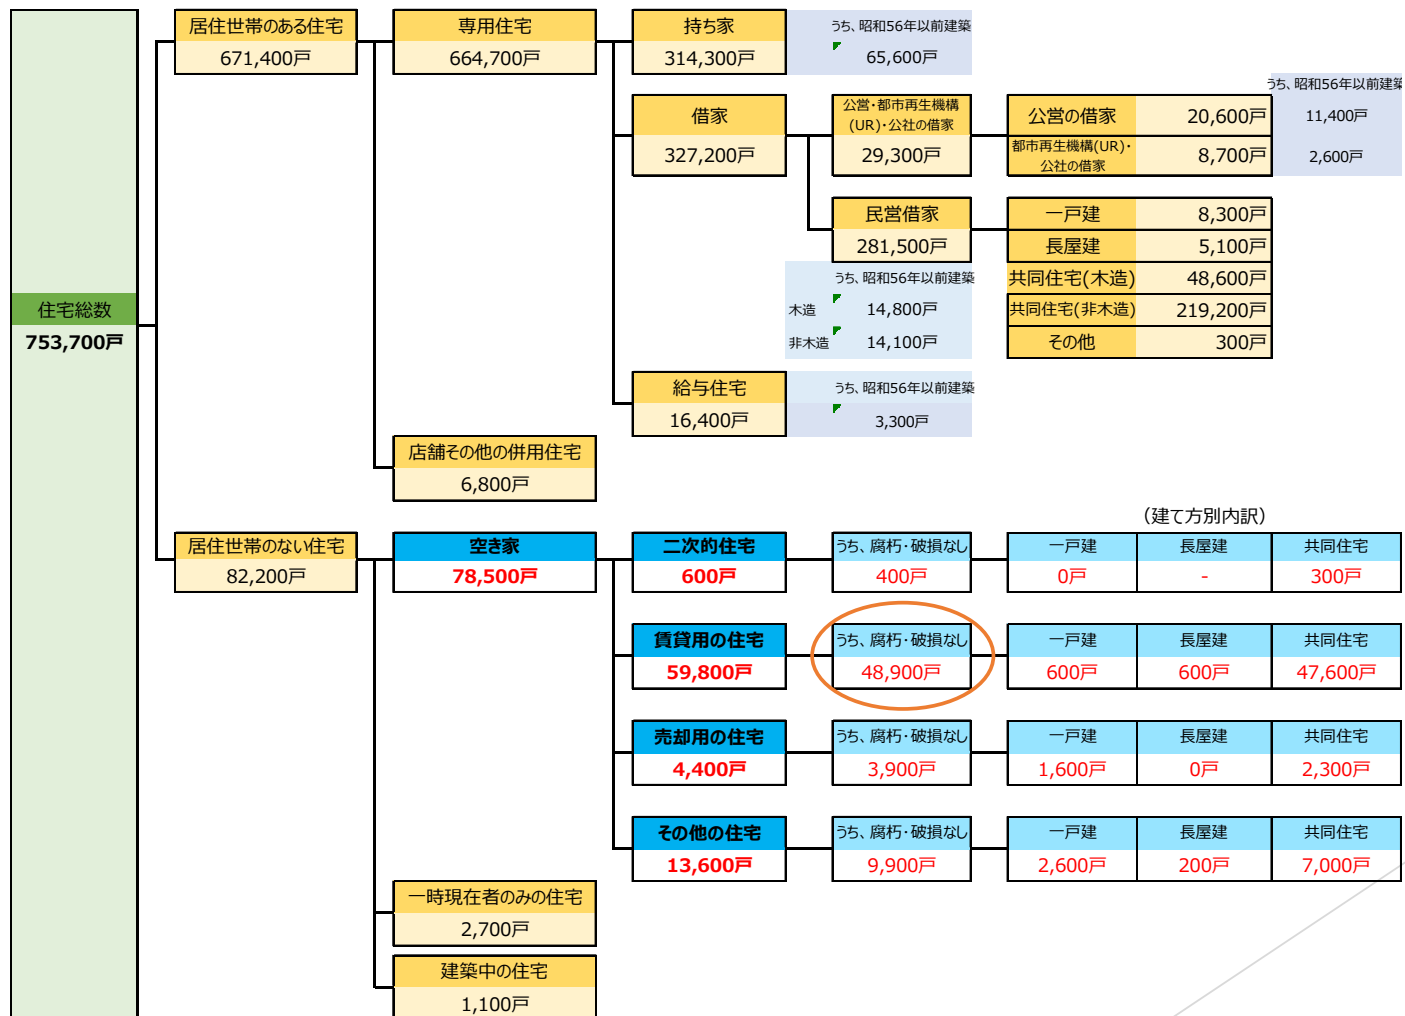 住宅総数
753,700戸
居住世帯のある住宅
671,400戸
専用住宅
664,700戸
持ち家
314,300戸
うち、昭和56年以前建築
65,600戸
借家
327,200戸
公営・都市再生機構
(UR)・公社の借家
29,300戸
うち、昭和56年以前建築
公営の借家 20,600戸 11,400戸
都市再生機構(UR)・
公社の借家
8,700戸 2,600戸
民営借家
281,500戸
一戸建 8,300戸
長屋建 5,100戸
共同住宅(木造) 48,600戸
共同住宅(非木造) 219,200戸
その他 300戸
うち、昭和56年以前建築
木造 14,800戸
非木造 14,100戸
給与住宅
16,400戸
うち、昭和56年以前建築
3,300戸
店舗その他の併用住宅
6,800戸
居住世帯のない住宅
82,200戸
空き家
78,500戸
(建て方別内訳)
二次的住宅
600戸
うち、腐朽・破損なし
400戸
一戸建 長屋建 共同住宅
0戸 - 300戸
賃貸用の住宅
59,800戸
うち、腐朽・破損なし
48,900戸
一戸建 長屋建 共同住宅
600戸 600戸 47,600戸
売却用の住宅
4,400戸
うち、腐朽・破損なし
3,900戸
一戸建 長屋建 共同住宅
1,600戸 0戸 2,300戸
その他の住宅
13,600戸
うち、腐朽・破損なし
9,900戸
一戸建 長屋建 共同住宅
2,600戸 200戸 7,000戸
一時現在者のみの住宅
2,700戸
建築中の住宅
1,100戸